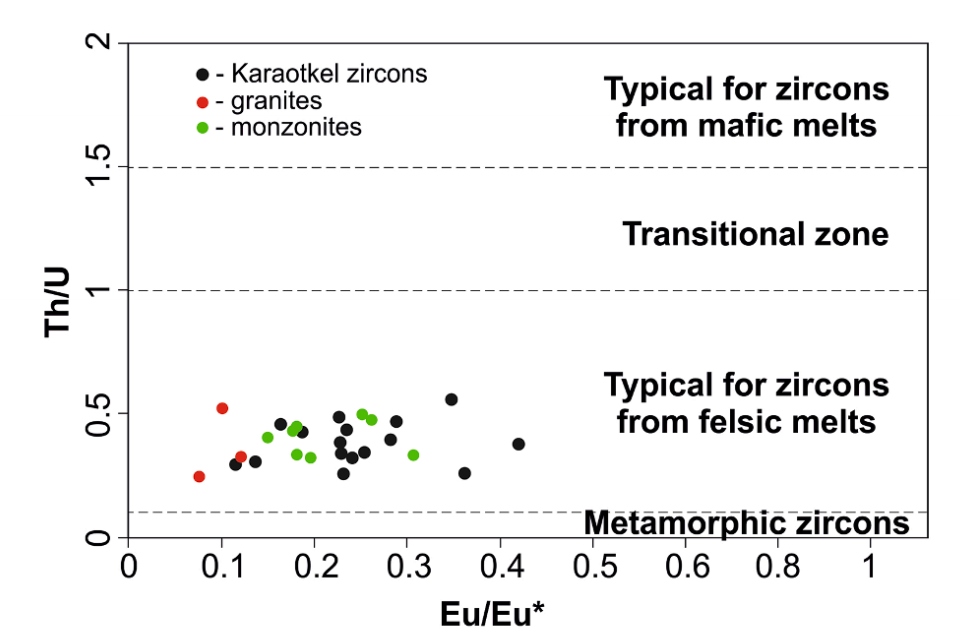 2
- Karaotkel zircons
- granites
- monzonites
Typical for zircons
from mafic melts
1.5
Transitional zone
1
Th/U
Typical for zircons
from felsic melts
0.5
Metamorphic zircons
0
0 0.1 0.2 0.3 0.4 0.5 0.6 0.7 0.8 1
Eu/Eu*